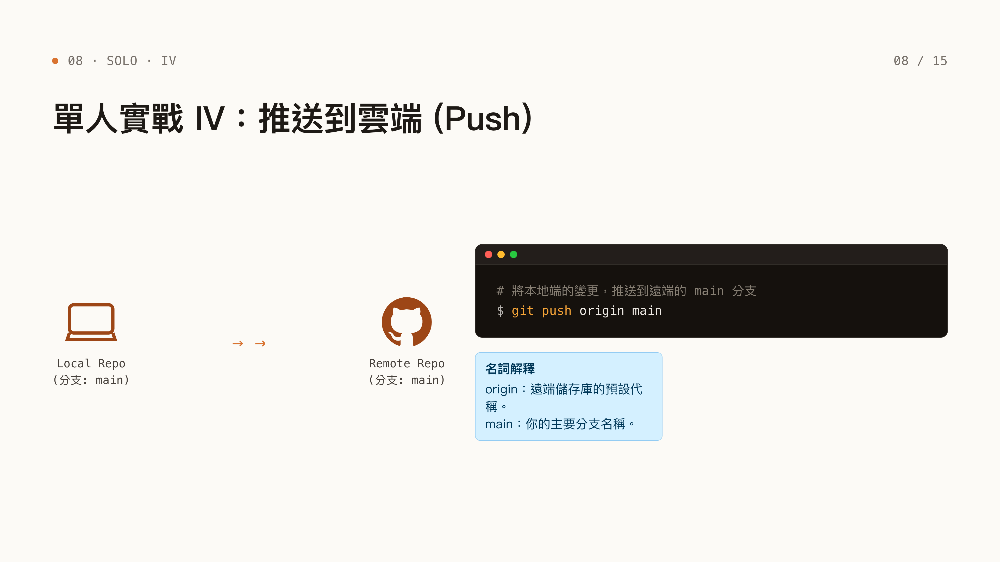 08 · SOLO · IV
08 / 15
單人實戰 IV：推送到雲端 (Push)
→ →
Local Repo
(分支: main)
Remote Repo
(分支: main)
# 將本地端的變更，推送到遠端的 main 分支
$ git push origin main
名詞解釋
origin：遠端儲存庫的預設代
稱。
main：你的主要分支名稱。